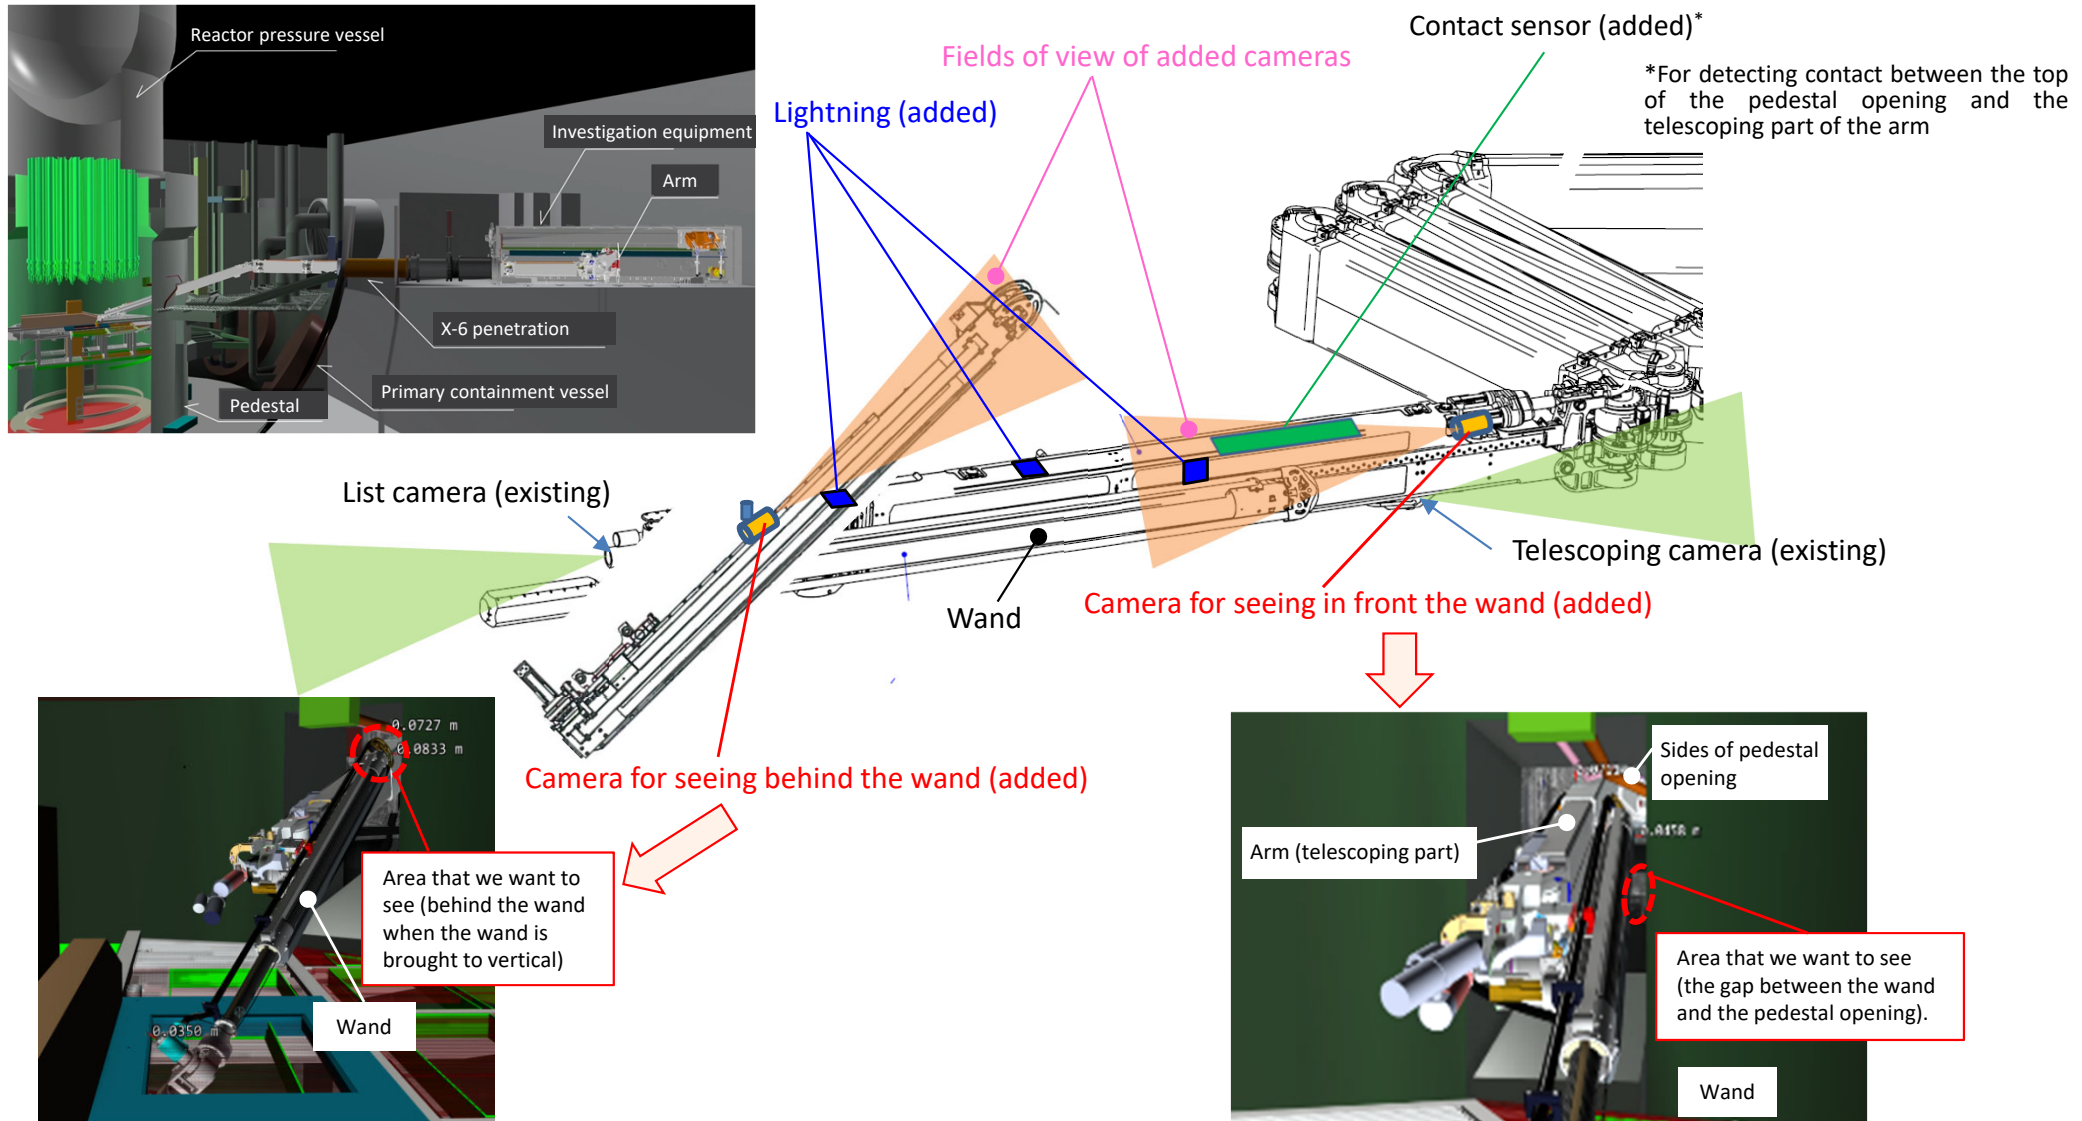 Reactor pressure vessel
Investigation equipment
Arm
X-6 penetration
Primary containment vessel
Pedestal
Fields of view of added cameras
Lightning (added)
Contact sensor (added)*
*For detecting contact between the top
of the pedestal opening and the
telescoping part of the arm
List camera (existing)
Wand
Telescoping camera (existing)
Camera for seeing in front the wand (added)
Camera for seeing behind the wand (added)
0.0727 m
0.0833 m
Area that we want to
see (behind the wand
when the wand is
brought to vertical)
Wand
0.0350 m
Sides of pedestal
opening
Arm (telescoping part)
Area that we want to see
(the gap between the wand
and the pedestal opening).
Wand